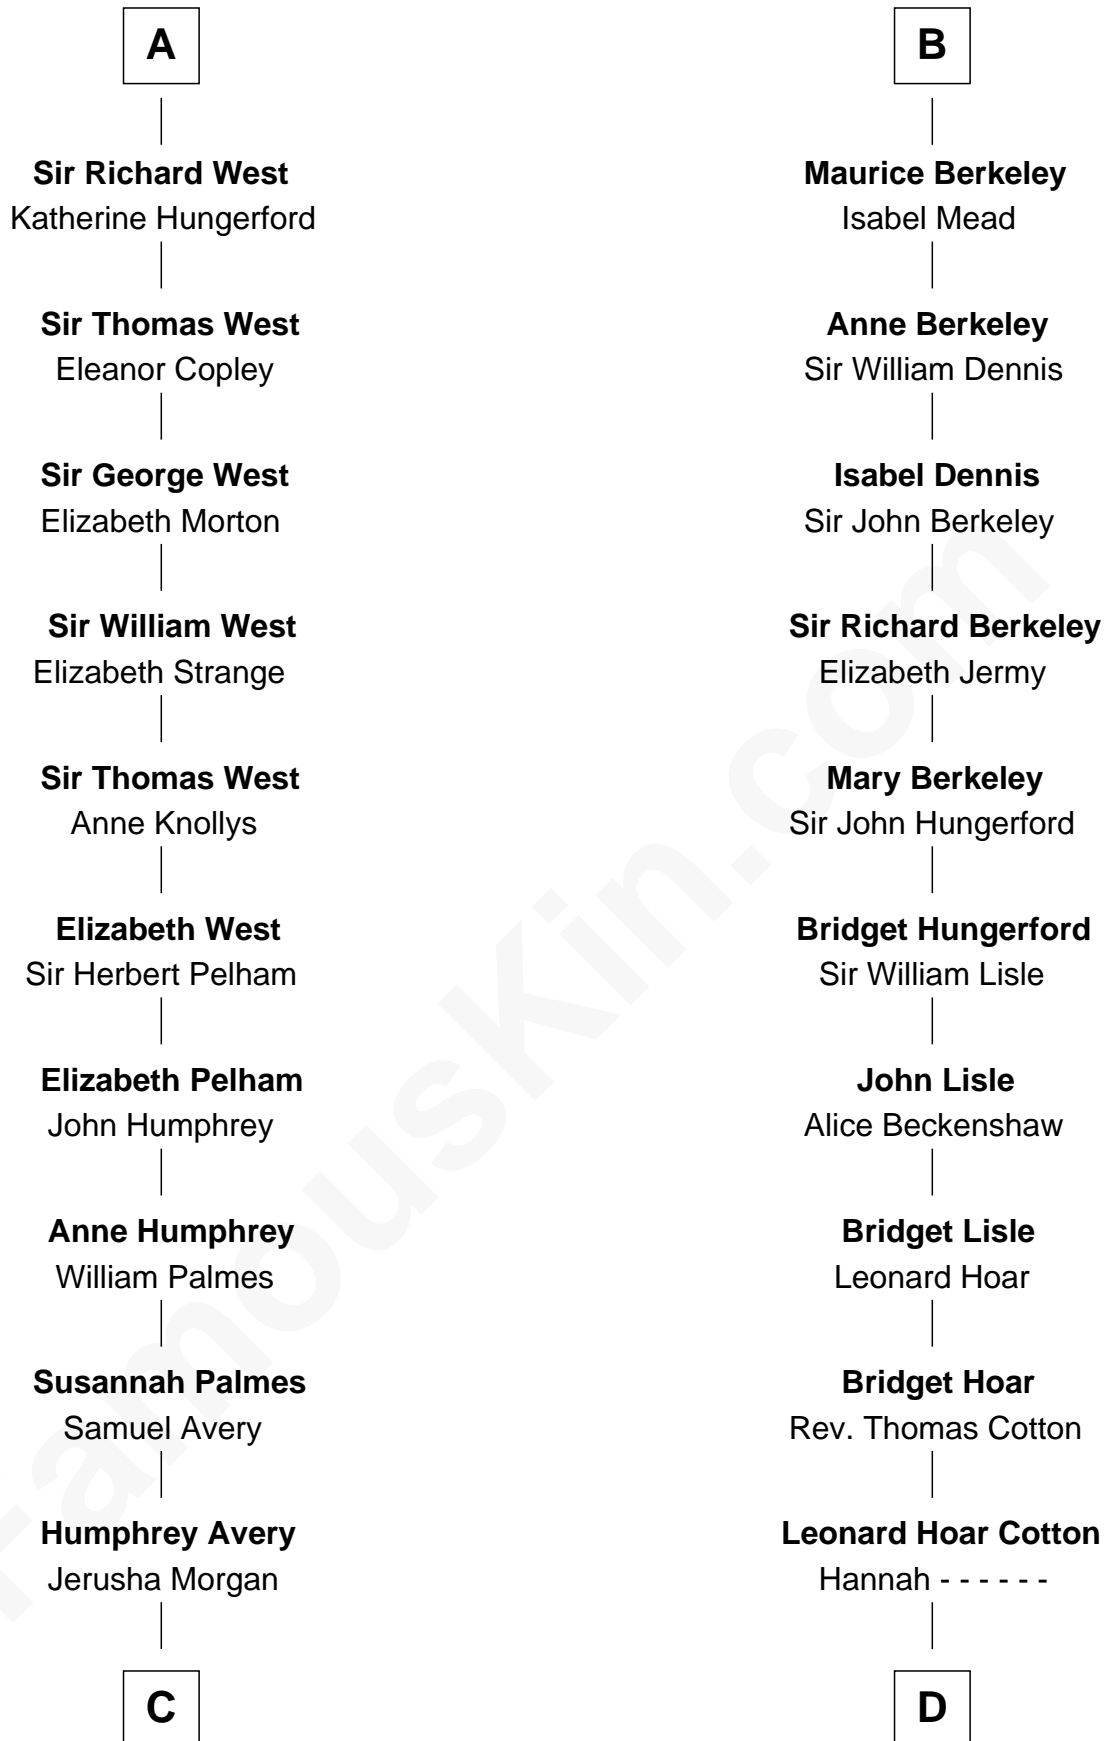 A
Sir Richard West
Katherine Hungerford
Sir Thomas West
Eleanor Copley
Sir George West
Elizabeth Morton
Sir William West
Elizabeth Strange
Sir Thomas West
Anne Knollys
Elizabeth West
Sir Herbert Pelham
Elizabeth Pelham
John Humphrey
Anne Humphrey
William Palmes
Susannah Palmes
Samuel Avery
Humphrey Avery
Jerusha Morgan
C
B
Maurice Berkeley
Isabel Mead
Anne Berkeley
Sir William Dennis
Isabel Dennis
Sir John Berkeley
Sir Richard Berkeley
Elizabeth Jermy
Mary Berkeley
Sir John Hungerford
Bridget Hungerford
Sir William Lisle
John Lisle
Alice Beckenshaw
Bridget Lisle
Leonard Hoar
Bridget Hoar
Rev. Thomas Cotton
Leonard Hoar Cotton
Hannah - - - - - -
D
FamousKin.com